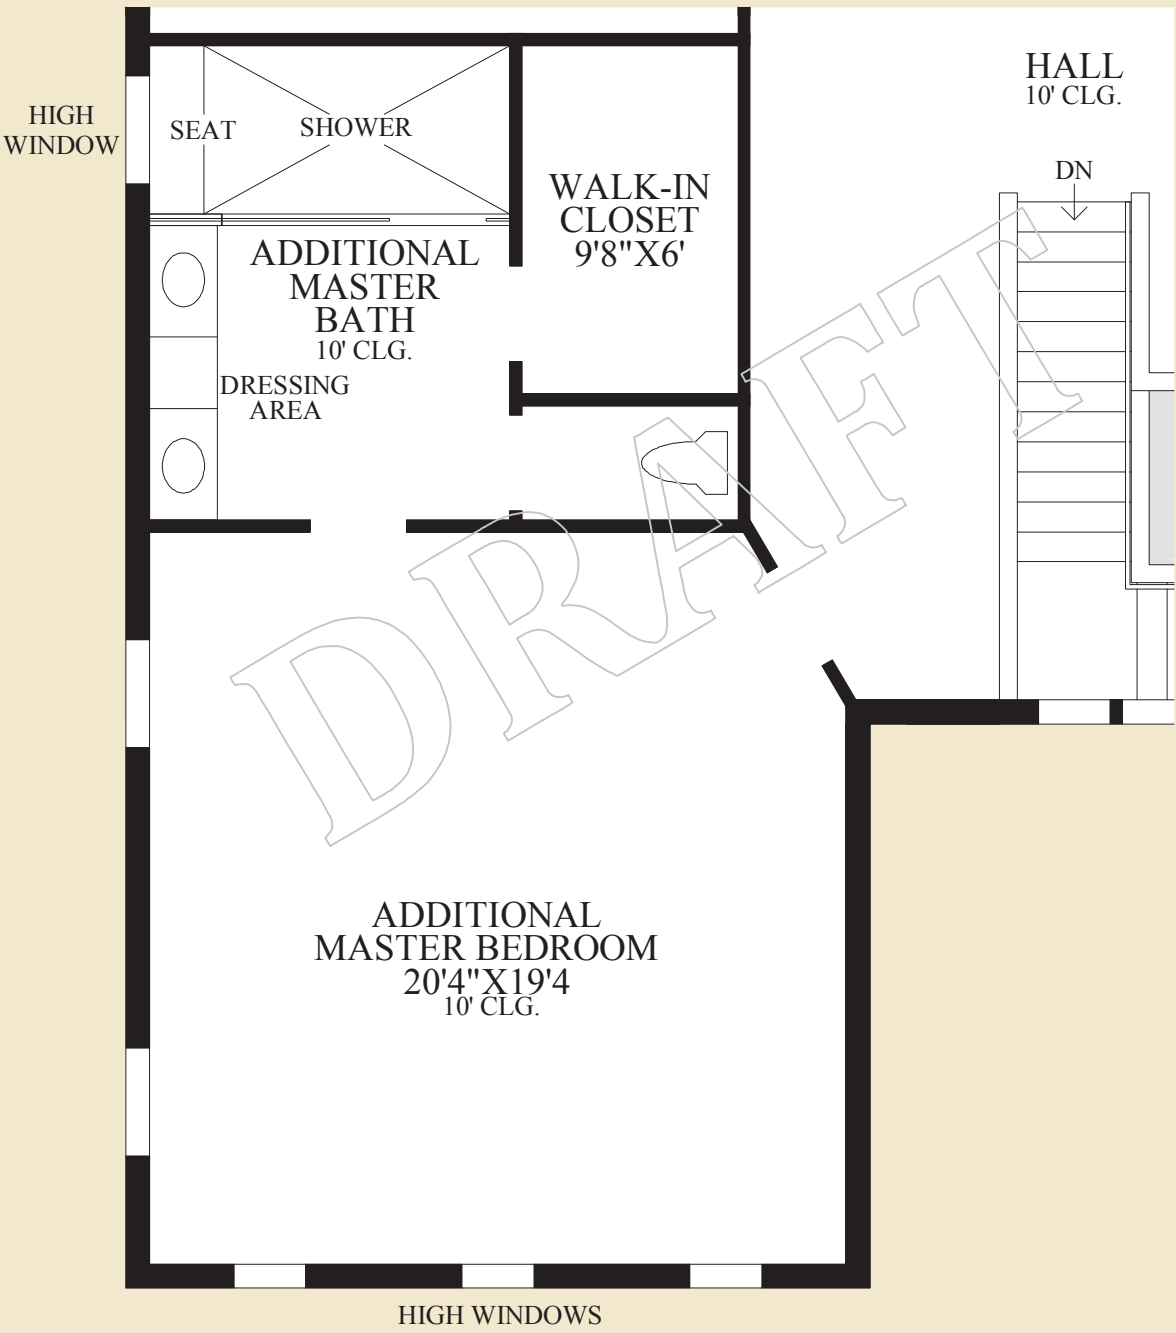 HALL
10' CLG.
HIGH
WINDOW
SEAT
SHOWER
DN
WALK-IN
CLOSET
9'8"X6'
ADDITIONAL
MASTER
BATH
10' CLG.
DRESSING
AREA
DRAFT
ADDITIONAL
MASTER BEDROOM
20'4"X19'4
10' CLG.
HIGH WINDOWS